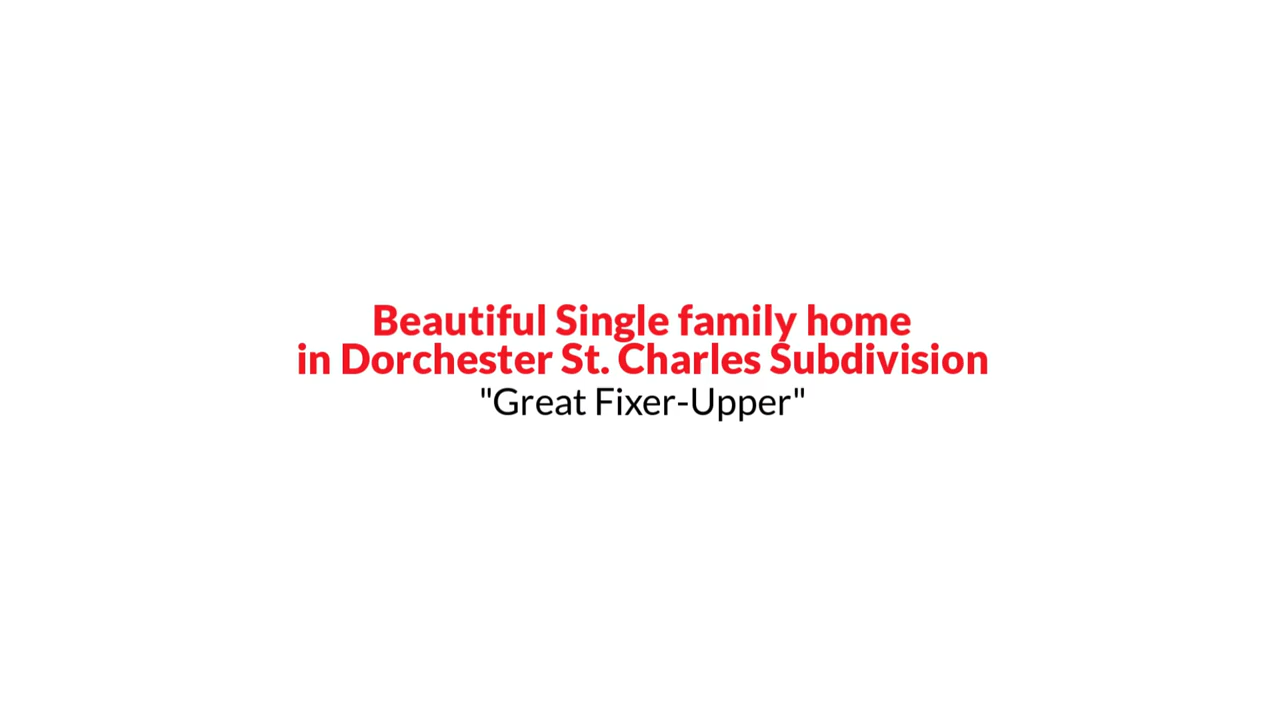 Beautiful Single family home
in Dorchester St. Charles Subdivision
"Great Fixer-Upper"